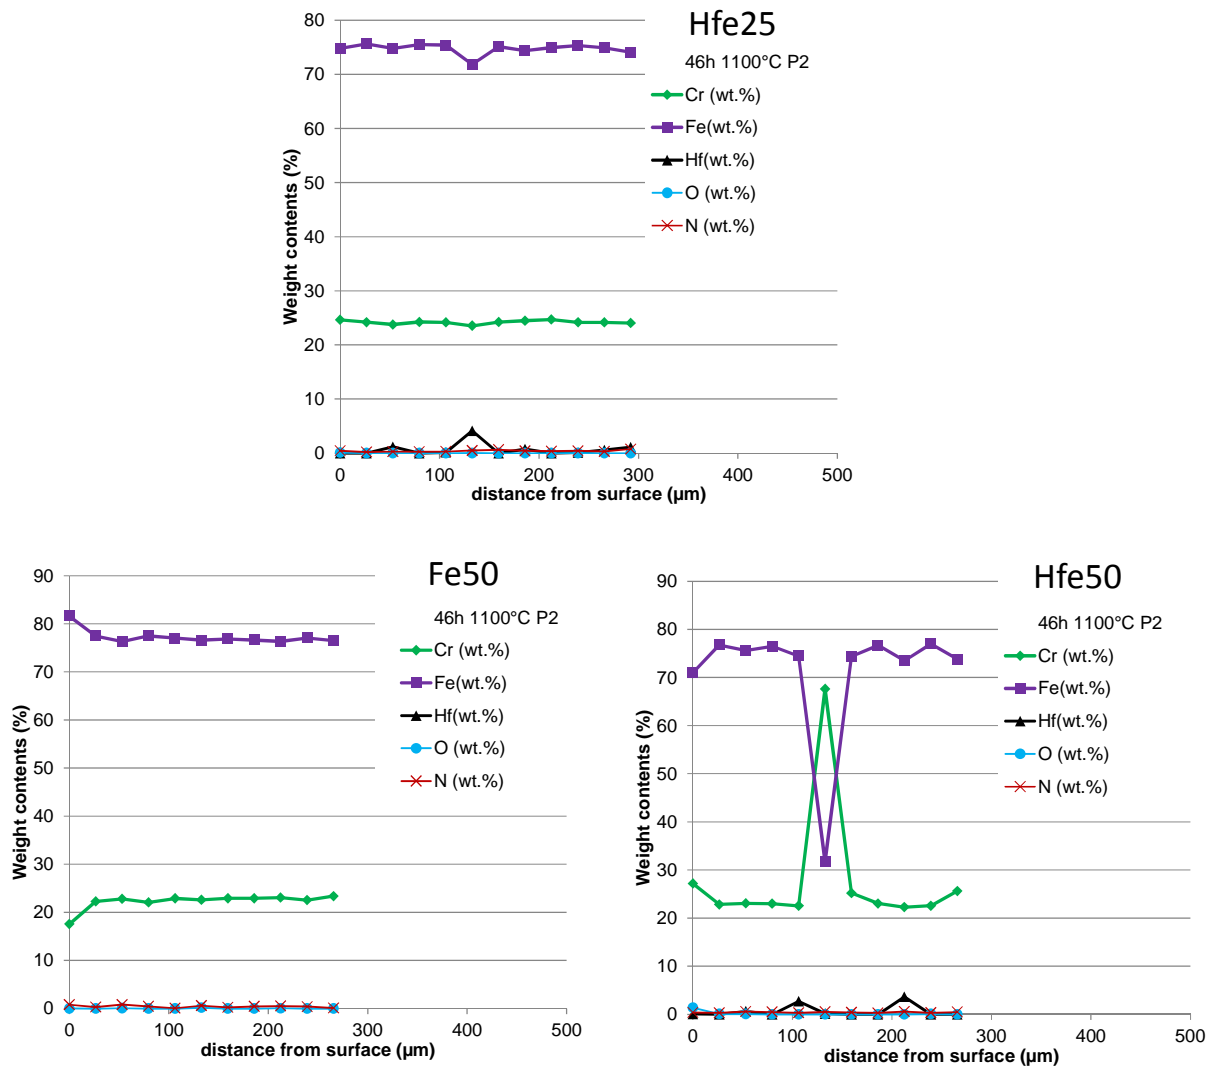 Hfe25
46h 1100°C P2
Cr (wt.%)
Fe(wt.%)
Hf(wt.%)
O (wt.%)
N (wt.%)
Weight contents (%)
80
70
60
50
40
30
20
10
0
0 100 200 300 400 500
distance from surface (µm)
Fe50
46h 1100°C P2
Cr (wt.%)
Fe(wt.%)
Hf(wt.%)
O (wt.%)
N (wt.%)
Weight contents (%)
90
80
70
60
50
40
30
20
10
0
0 100 200 300 400 500
distance from surface (µm)
Hfe50
46h 1100°C P2
Cr (wt.%)
Fe(wt.%)
Hf(wt.%)
O (wt.%)
N (wt.%)
Weight contents (%)
90
80
70
60
50
40
30
20
10
0
0 100 200 300 400 500
distance from surface (µm)